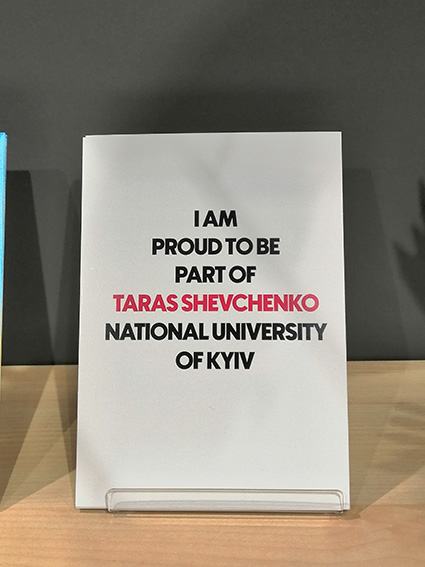 I AM
PROUD TO BE
PART OF
TARAS SHEVCHENKO
NATIONAL UNIVERSITY
OF KYIV